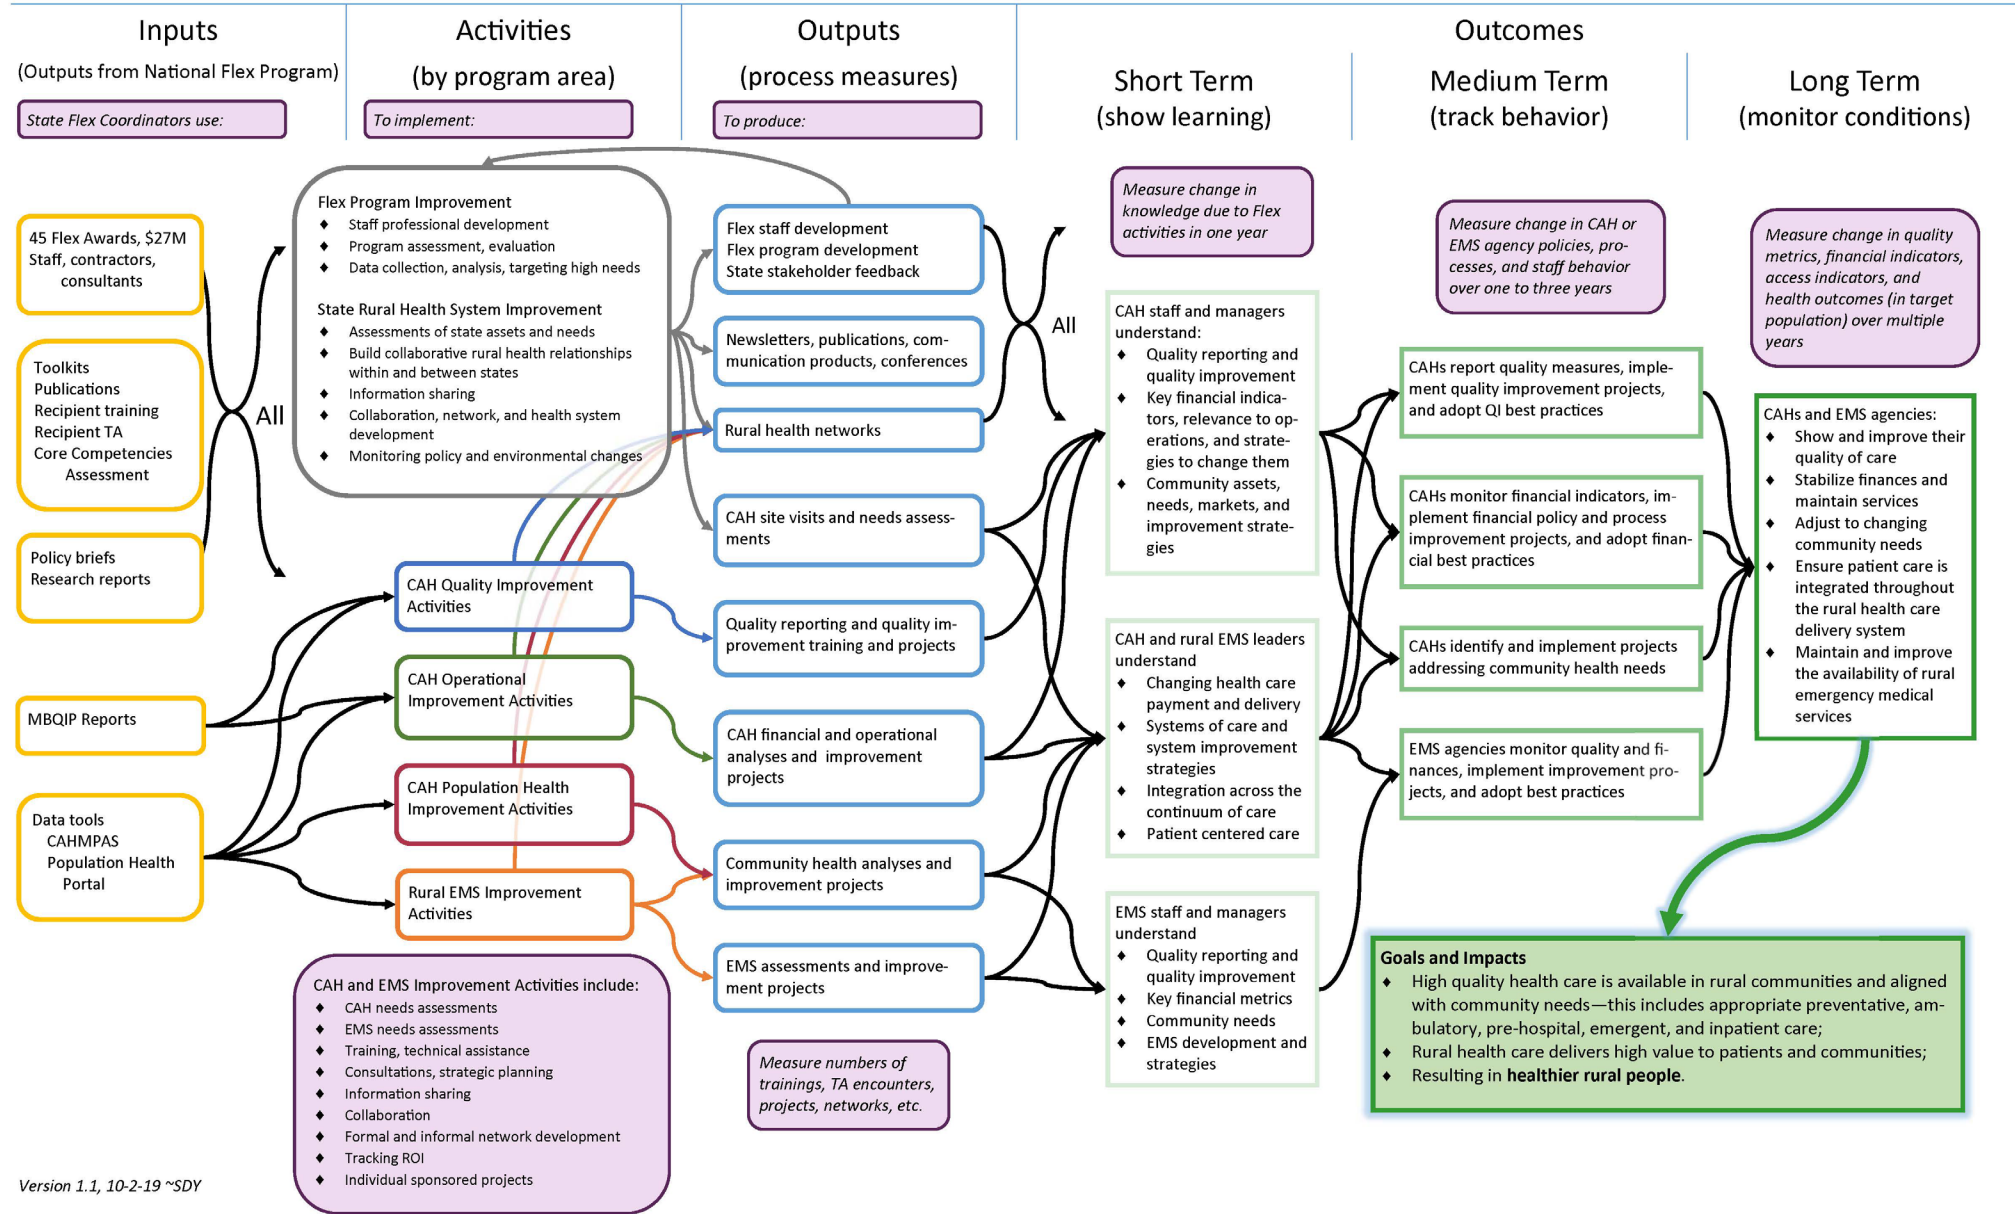 Inputs
(Outputs from National Flex Program)
State Flex Coordinators use:
Activities
(by program area)
To implement:
Outputs
(process measures)
To produce:
Outcomes
Short Term
(show learning)
Medium Term
(track behavior)
Long Term
(monitor conditions)
45 Flex Awards, $27M
Staff, contractors,
consultants
Toolkits
Publications
Recipient training
Recipient TA
Core Competencies
Assessment
Policy briefs
Research reports
All
MBQIP Reports
Data tools
CAHMPAS
Population Health
Portal
Version 1.1, 10-2-19 ~SDY
Flex Program Improvement
♦ Staff professional development
♦ Program assessment, evaluation
♦ Data collection, analysis, targeting high needs
State Rural Health System Improvement
♦ Assessments of state assets and needs
♦ Build collaborative rural health relationships
within and between states
♦ Information sharing
♦ Collaboration, network, and health system
development
♦ Monitoring policy and environmental changes
CAH Quality Improvement
Activities
CAH Operational
Improvement Activities
CAH Population Health
Improvement Activities
Rural EMS Improvement
Activities
CAH and EMS Improvement Activities include:
♦ CAH needs assessments
♦ EMS needs assessments
♦ Training, technical assistance
♦ Consultations, strategic planning
♦ Information sharing
♦ Collaboration
♦ Formal and informal network development
♦ Tracking ROI
♦ Individual sponsored projects
Flex staff development
Flex program development
State stakeholder feedback
Newsletters, publications, com-
munication products, conferences
Rural health networks
CAH site visits and needs assess-
ments
Quality reporting and quality im-
provement training and projects
CAH financial and operational
analyses and improvement
projects
Community health analyses and
improvement projects
EMS assessments and improve-
ment projects
Measure numbers of
trainings, TA encounters,
projects, networks, etc.
All
Measure change in
knowledge due to Flex
activities in one year
CAH staff and managers
understand:
♦ Quality reporting and
quality improvement
♦ Key financial indica-
tors, relevance to op-
erations, and strate-
gies to change them
♦ Community assets,
needs, markets, and
improvement strate-
gies
CAH and rural EMS leaders
understand
♦ Changing health care
payment and delivery
♦ Systems of care and
system improvement
strategies
♦ Integration across the
continuum of care
♦ Patient centered care
EMS staff and managers
understand
♦ Quality reporting and
quality improvement
♦ Key financial metrics
♦ Community needs
♦ EMS development and
strategies
Measure change in CAH or
EMS agency policies, pro-
cesses, and staff behavior
over one to three years
CAHs report quality measures, imple-
ment quality improvement projects,
and adopt QI best practices
CAHs monitor financial indicators, im-
plement financial policy and process
improvement projects, and adopt finan-
cial best practices
CAHs identify and implement projects
addressing community health needs
EMS agencies monitor quality and fi-
nances, implement improvement pro-
jects, and adopt best practices
Measure change in quality
metrics, financial indicators,
access indicators, and
health outcomes (in target
population) over multiple
years
CAHs and EMS agencies:
♦ Show and improve their
quality of care
♦ Stabilize finances and
maintain services
♦ Adjust to changing
community needs
♦ Ensure patient care is
integrated throughout
the rural health care
delivery system
♦ Maintain and improve
the availability of rural
emergency medical
services
Goals and Impacts
♦ High quality health care is available in rural communities and aligned
with community needs—this includes appropriate preventative, am-
bulatory, pre-hospital, emergent, and inpatient care;
♦ Rural health care delivers high value to patients and communities;
♦ Resulting in healthier rural people.